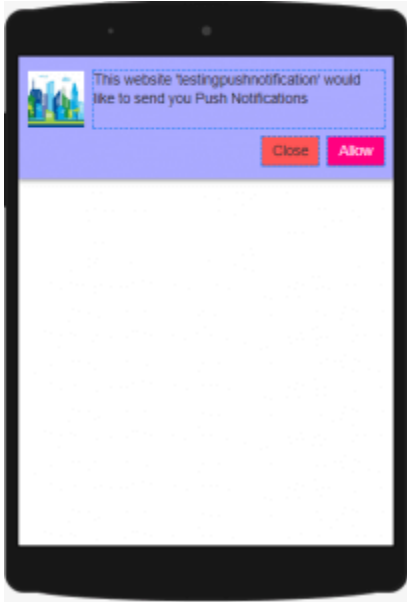 This website 'testingpushnotification' would
like to send you Push Notifications
Close
Allow